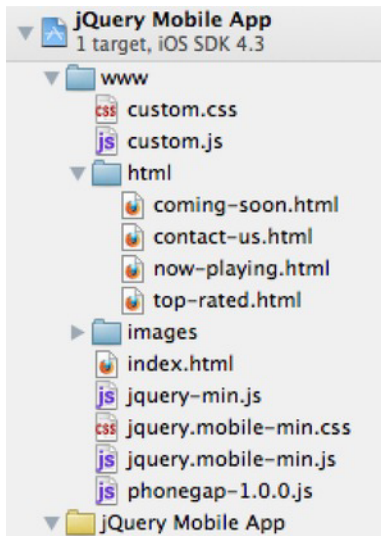 jQuery Mobile App
1 target, iOS SDK 4.3
www
css custom.css
js custom.js
html
coming-soon.html
contact-us.html
now-playing.html
top-rated.html
images
index.html
js jquery-min.js
css jquery.mobile-min.css
js jquery.mobile-min.js
js phonegap-1.0.0.js
jQuery Mobile App